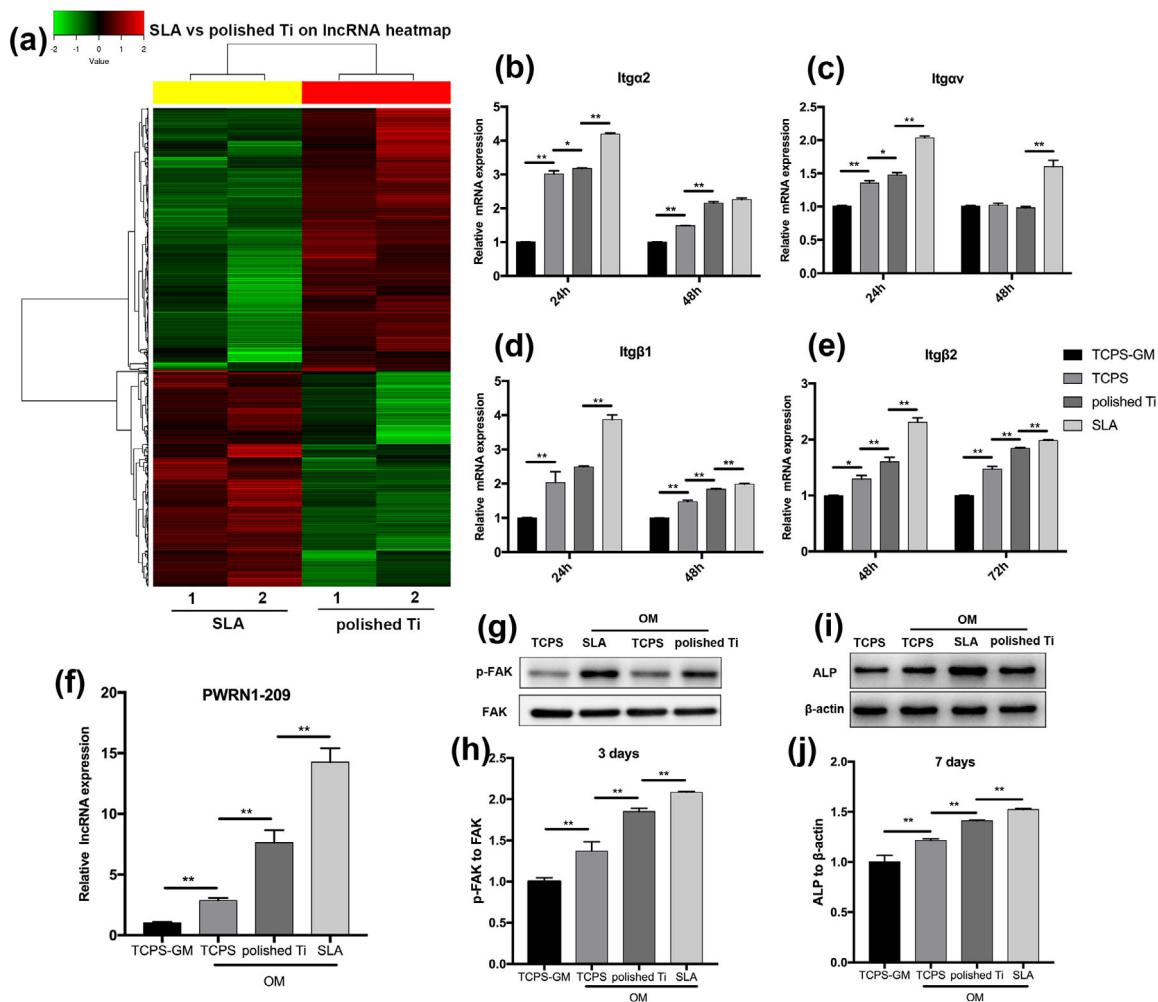 (a)
SLA vs polished Ti on lncRNA heatmap
-2 -1 0 1 2
Value
1 2 1 2
SLA polished Ti
(b)
Itgα2
Relative mRNA expression
5
4
3
2
1
0
** * ** ** **
24h 48h
(c)
Itgαv
Relative mRNA expression
2.5
2.0
1.5
1.0
0.5
0.0
** * ** **
24h 48h
(d)
Itgβ1
Relative mRNA expression
5
4
3
2
1
0
** ** ** ** **
24h 48h
(e)
Itgβ2
Relative mRNA expression
3
2
1
0
* ** ** ** ** **
48h 72h
TCPS-GM
TCPS
polished Ti
SLA
(f)
PWRN1-209
Relative lncRNA expression
20
15
10
5
0
** ** **
TCPS-GM TCPS polished Ti SLA
OM
(g)
OM
TCPS SLA TCPS polished Ti
p-FAK
FAK
(h)
3 days
p-FAK to FAK
2.5
2.0
1.5
1.0
0.5
0.0
** ** **
TCPS-GM TCPS polished Ti SLA
OM
(i)
OM
TCPS TCPS SLA polished Ti
ALP
β-actin
(j)
7 days
ALP to β-actin
2.0
1.5
1.0
0.5
0.0
** ** **
TCPS-GM TCPS polished Ti SLA
OM